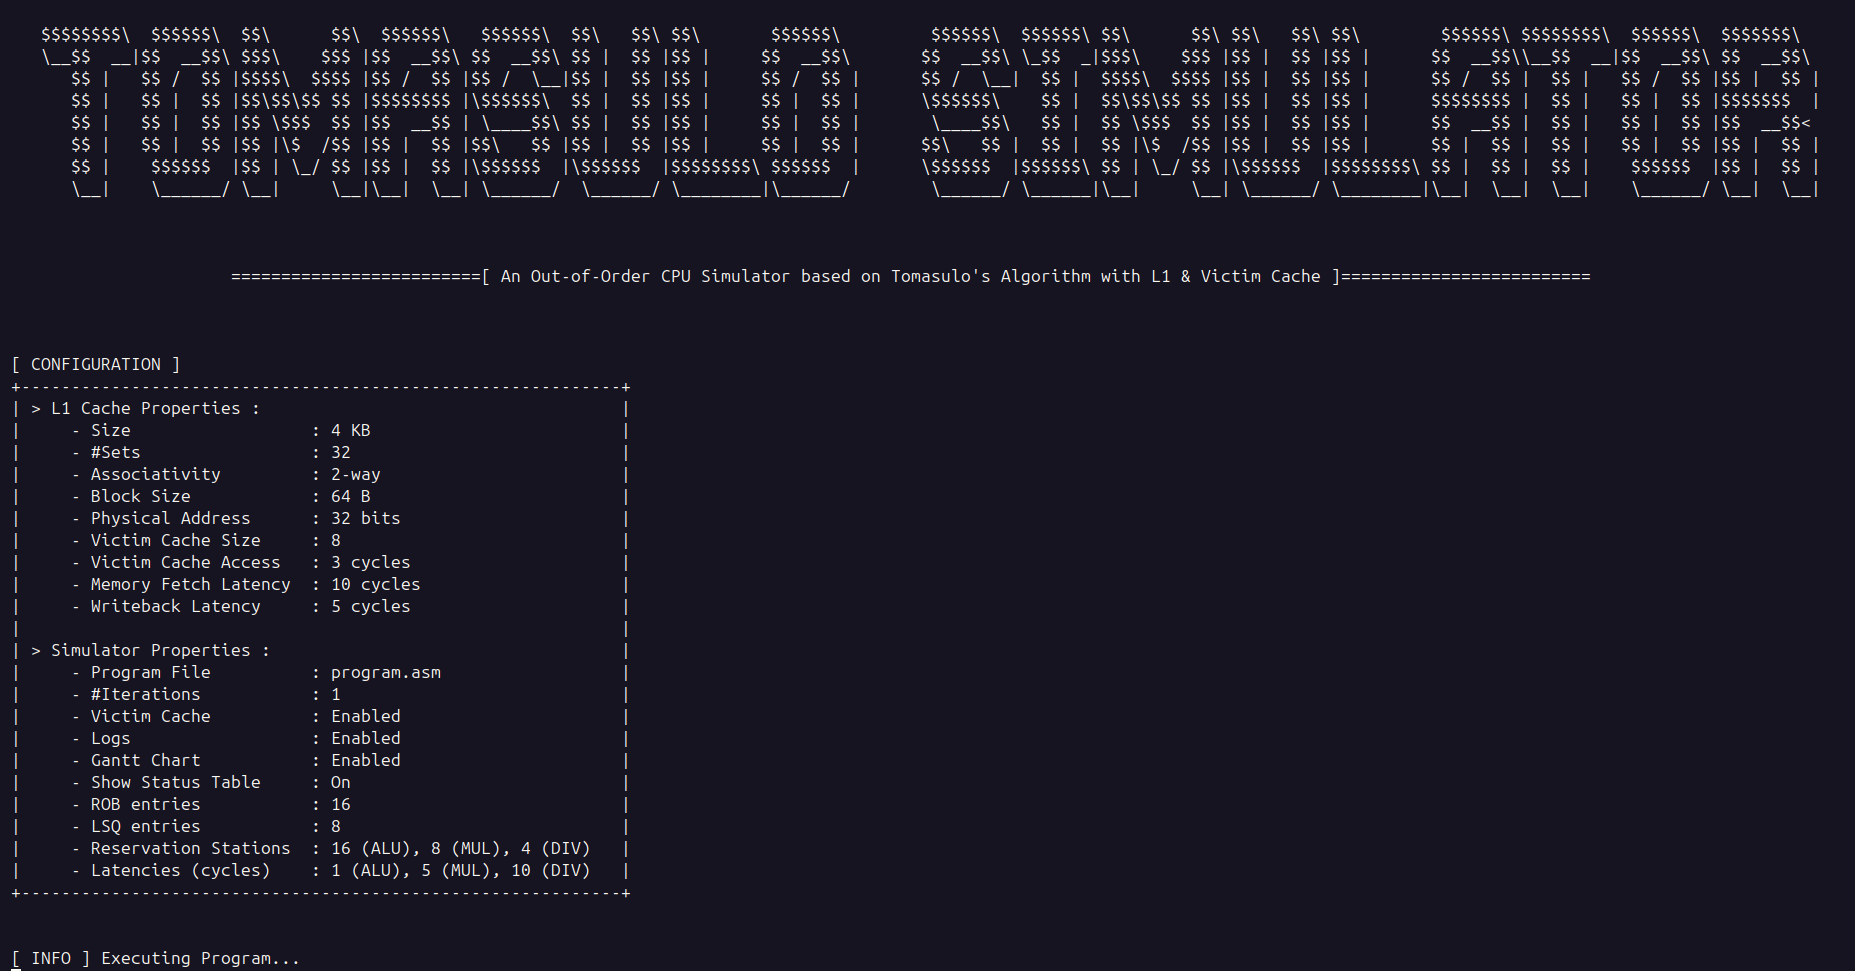 TOMASULO SIMULATOR
=========================[ An Out-of-Order CPU Simulator based on Tomasulo's Algorithm with L1 & Victim Cache ]=========================
[ CONFIGURATION ]
+------------------------------------------------------------+
| > L1 Cache Properties :                                    |
|     - Size                  : 4 KB                         |
|     - #Sets                 : 32                           |
|     - Associativity         : 2-way                        |
|     - Block Size            : 64 B                         |
|     - Physical Address      : 32 bits                      |
|     - Victim Cache Size     : 8                            |
|     - Victim Cache Access   : 3 cycles                     |
|     - Memory Fetch Latency  : 10 cycles                    |
|     - Writeback Latency     : 5 cycles                     |
|                                                            |
| > Simulator Properties :                                   |
|     - Program File          : program.asm                  |
|     - #Iterations           : 1                            |
|     - Victim Cache          : Enabled                      |
|     - Logs                  : Enabled                      |
|     - Gantt Chart           : Enabled                      |
|     - Show Status Table     : On                           |
|     - ROB entries           : 16                           |
|     - LSQ entries           : 8                            |
|     - Reservation Stations  : 16 (ALU), 8 (MUL), 4 (DIV)   |
|     - Latencies (cycles)    : 1 (ALU), 5 (MUL), 10 (DIV)   |
+------------------------------------------------------------+
[ INFO ] Executing Program...